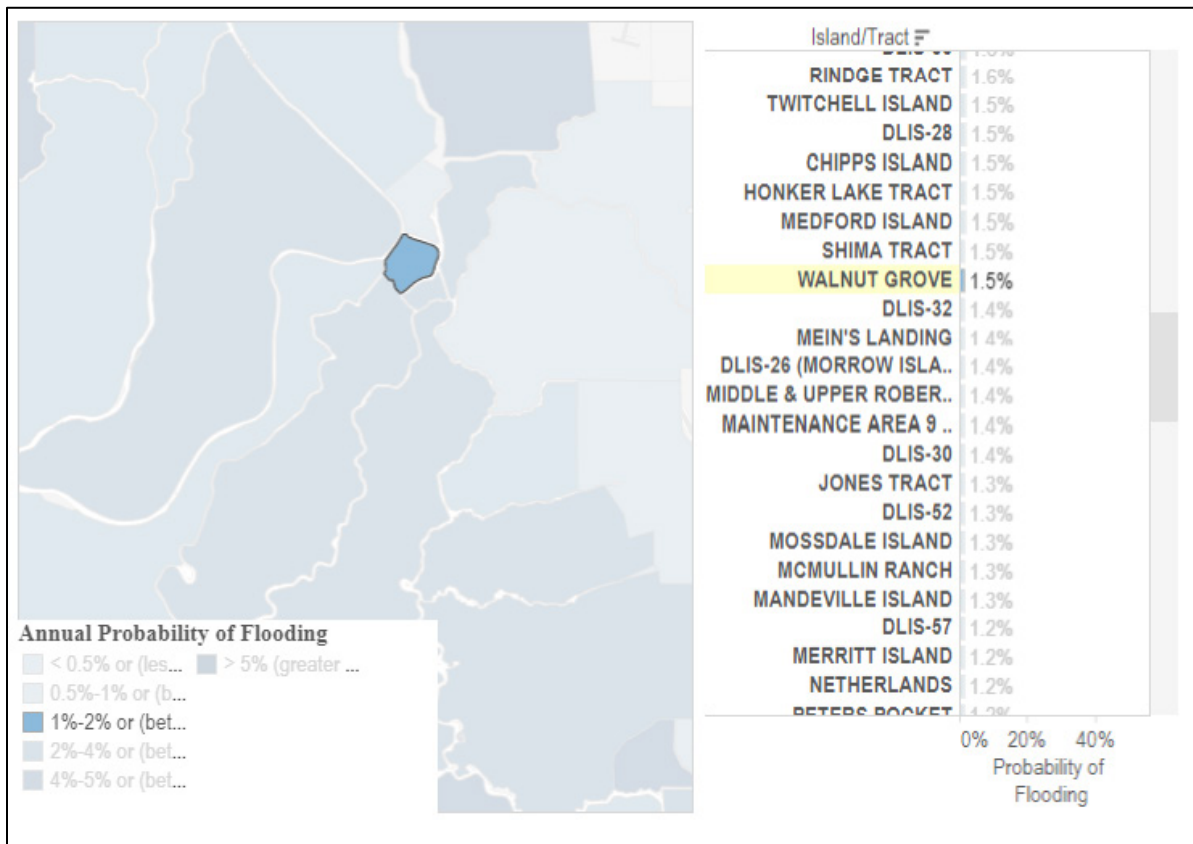 Island/Tract
RINDGE TRACT 1.6%
TWITCHELL ISLAND 1.5%
DLIS-28 1.5%
CHIPPS ISLAND 1.5%
HONKER LAKE TRACT 1.5%
MEDFORD ISLAND 1.5%
SHIMA TRACT 1.5%
WALNUT GROVE 1.5%
DLIS-32 1.4%
MEIN'S LANDING 1.4%
DLIS-26 (MORROW ISLA.. 1.4%
MIDDLE & UPPER ROBER.. 1.4%
MAINTENANCE AREA 9 .. 1.4%
DLIS-30 1.4%
JONES TRACT 1.3%
DLIS-52 1.3%
MOSSDALE ISLAND 1.3%
MCMULLIN RANCH 1.3%
MANDEVILLE ISLAND 1.3%
DLIS-57 1.2%
MERRITT ISLAND 1.2%
NETHERLANDS 1.2%
PETERS POCKET 1.2%
0% 20% 40%
Probability of
Flooding
Annual Probability of Flooding
< 0.5% or (les... > 5% (greater ...
0.5%-1% or (b...
1%-2% or (bet...
2%-4% or (bet...
4%-5% or (bet...